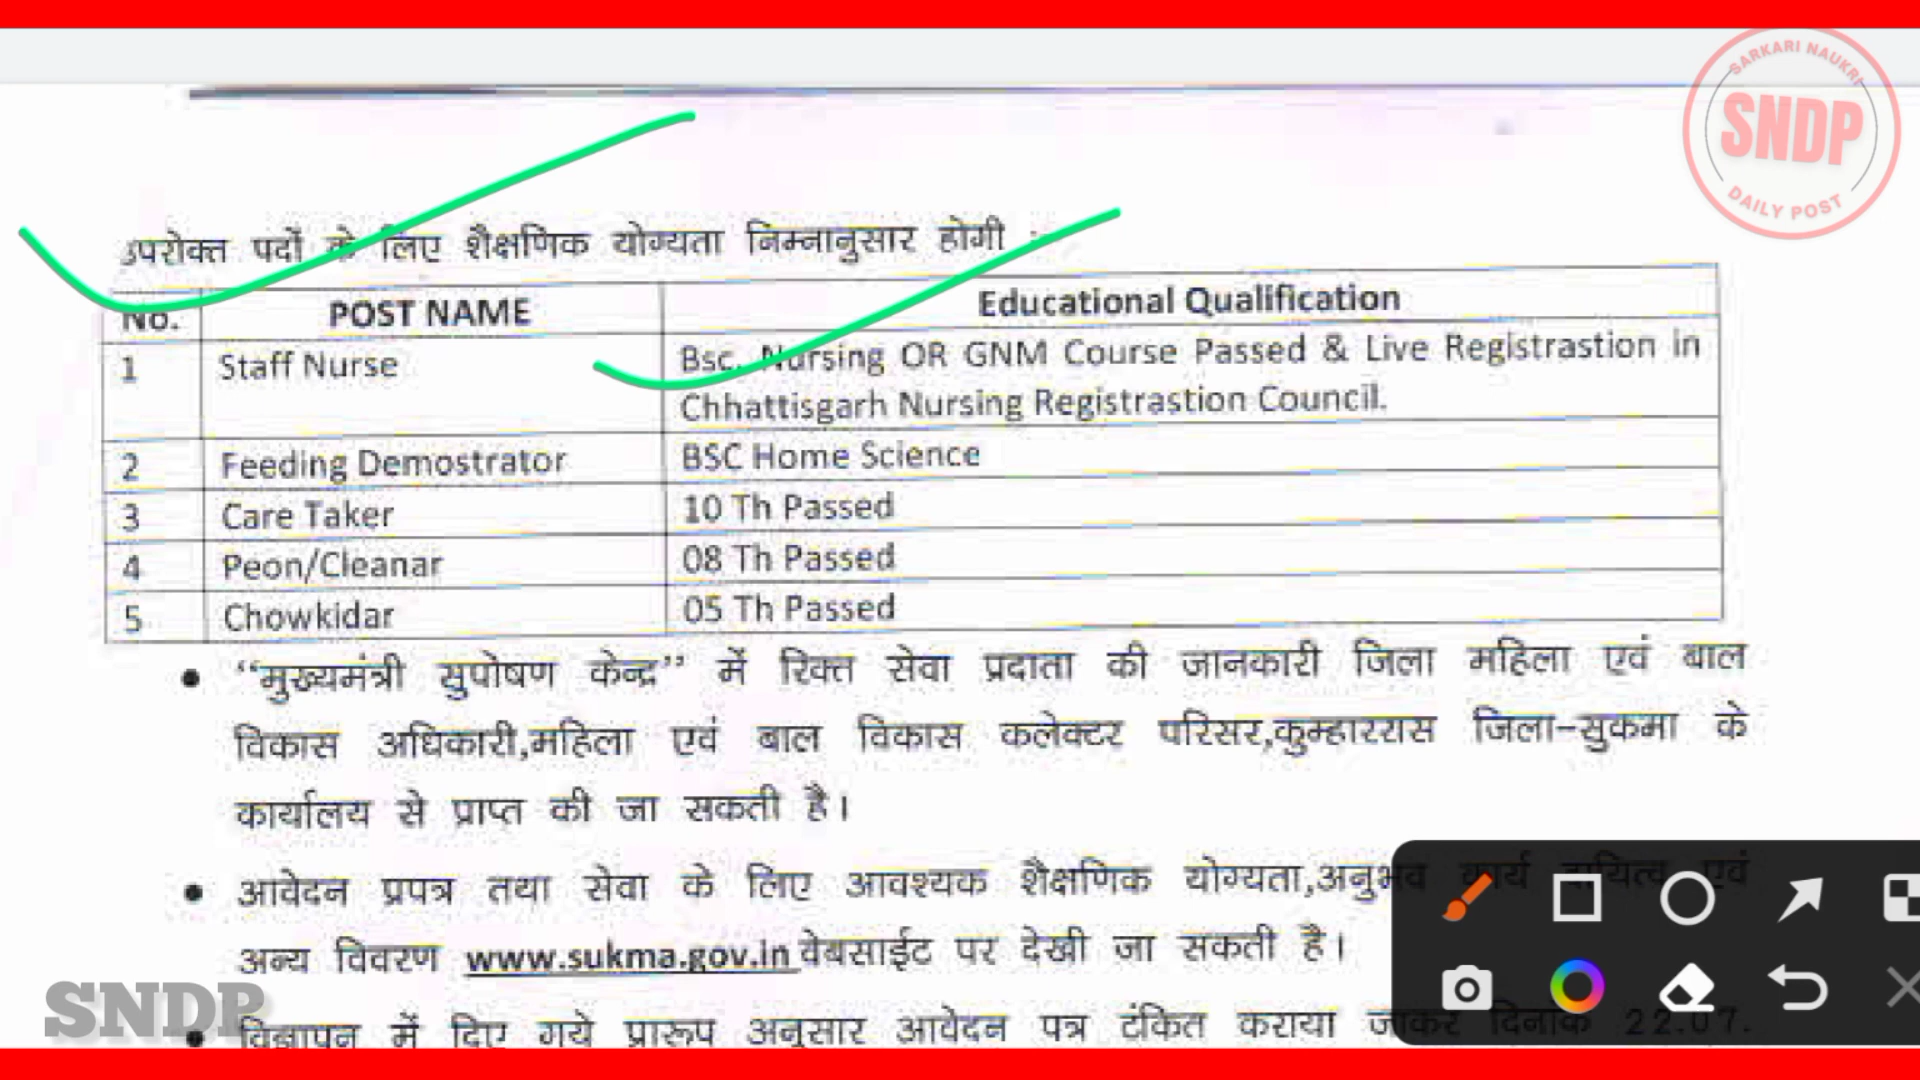 SARKARI NAUKRI
SNDP
DAILY POST
उपरोक्त पदों के लिए शैक्षणिक योग्यता निम्नानुसार होगी :-
No. POST NAME Educational Qualification
1 Staff Nurse Bsc. Nursing OR GNM Course Passed & Live Registrastion in
Chhattisgarh Nursing Registrastion Council.
2 Feeding Demostrator BSC Home Science
3 Care Taker 10 Th Passed
4 Peon/Cleanar 08 Th Passed
5 Chowkidar 05 Th Passed
• “मुख्यमंत्री सुपोषण केन्द्र” में रिक्त सेवा प्रदाता की जानकारी जिला महिला एवं बाल
विकास अधिकारी,महिला एवं बाल विकास कलेक्टर परिसर,कुम्हाररास जिला-सुकमा के
कार्यालय से प्राप्त की जा सकती है।
• आवेदन प्रपत्र तथा सेवा के लिए आवश्यक शैक्षणिक योग्यता,अनुभव कार्य दायित्व एवं
अन्य विवरण www.sukma.gov.in वेबसाईट पर देखी जा सकती है।
• विज्ञापन में दिए गये प्रारूप अनुसार आवेदन पत्र टंकित कराया जाकर दिनांक 22.07.
SNDP